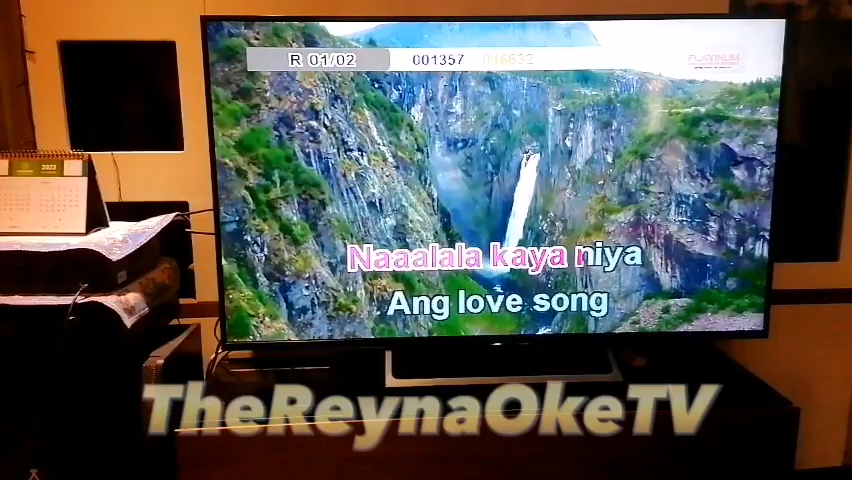 R 01/02 001357 016632 PLATINUM
2023
Naaalala kaya niya
Ang love song
TheReynaOkeTV